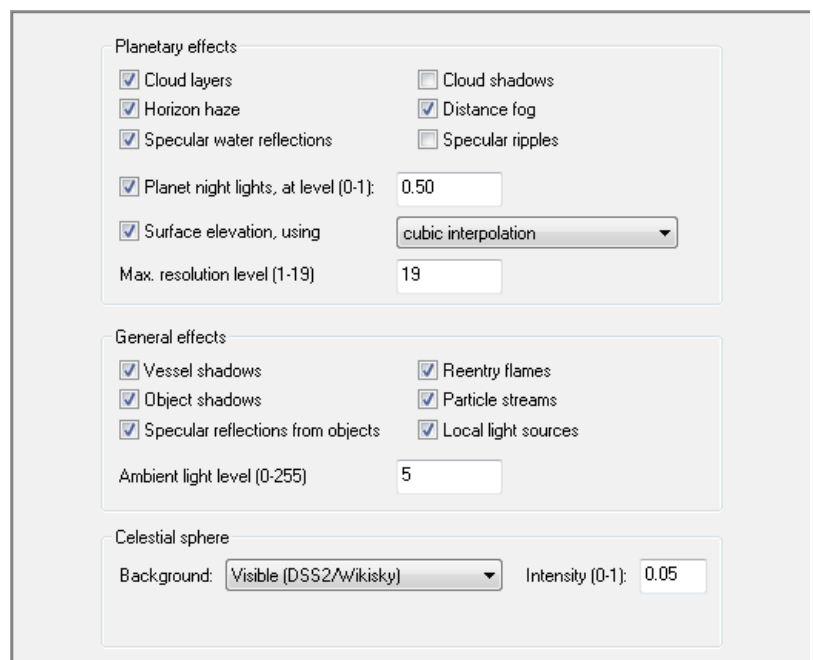 Planetary effects
Cloud layers Cloud shadows
Horizon haze Distance fog
Specular water reflections Specular ripples
Planet night lights, at level (0-1): 0.50
Surface elevation, using cubic interpolation
Max. resolution level (1-19) 19
General effects
Vessel shadows Reentry flames
Object shadows Particle streams
Specular reflections from objects Local light sources
Ambient light level (0-255) 5
Celestial sphere
Background: Visible (DSS2/Wikisky) Intensity (0-1): 0.05